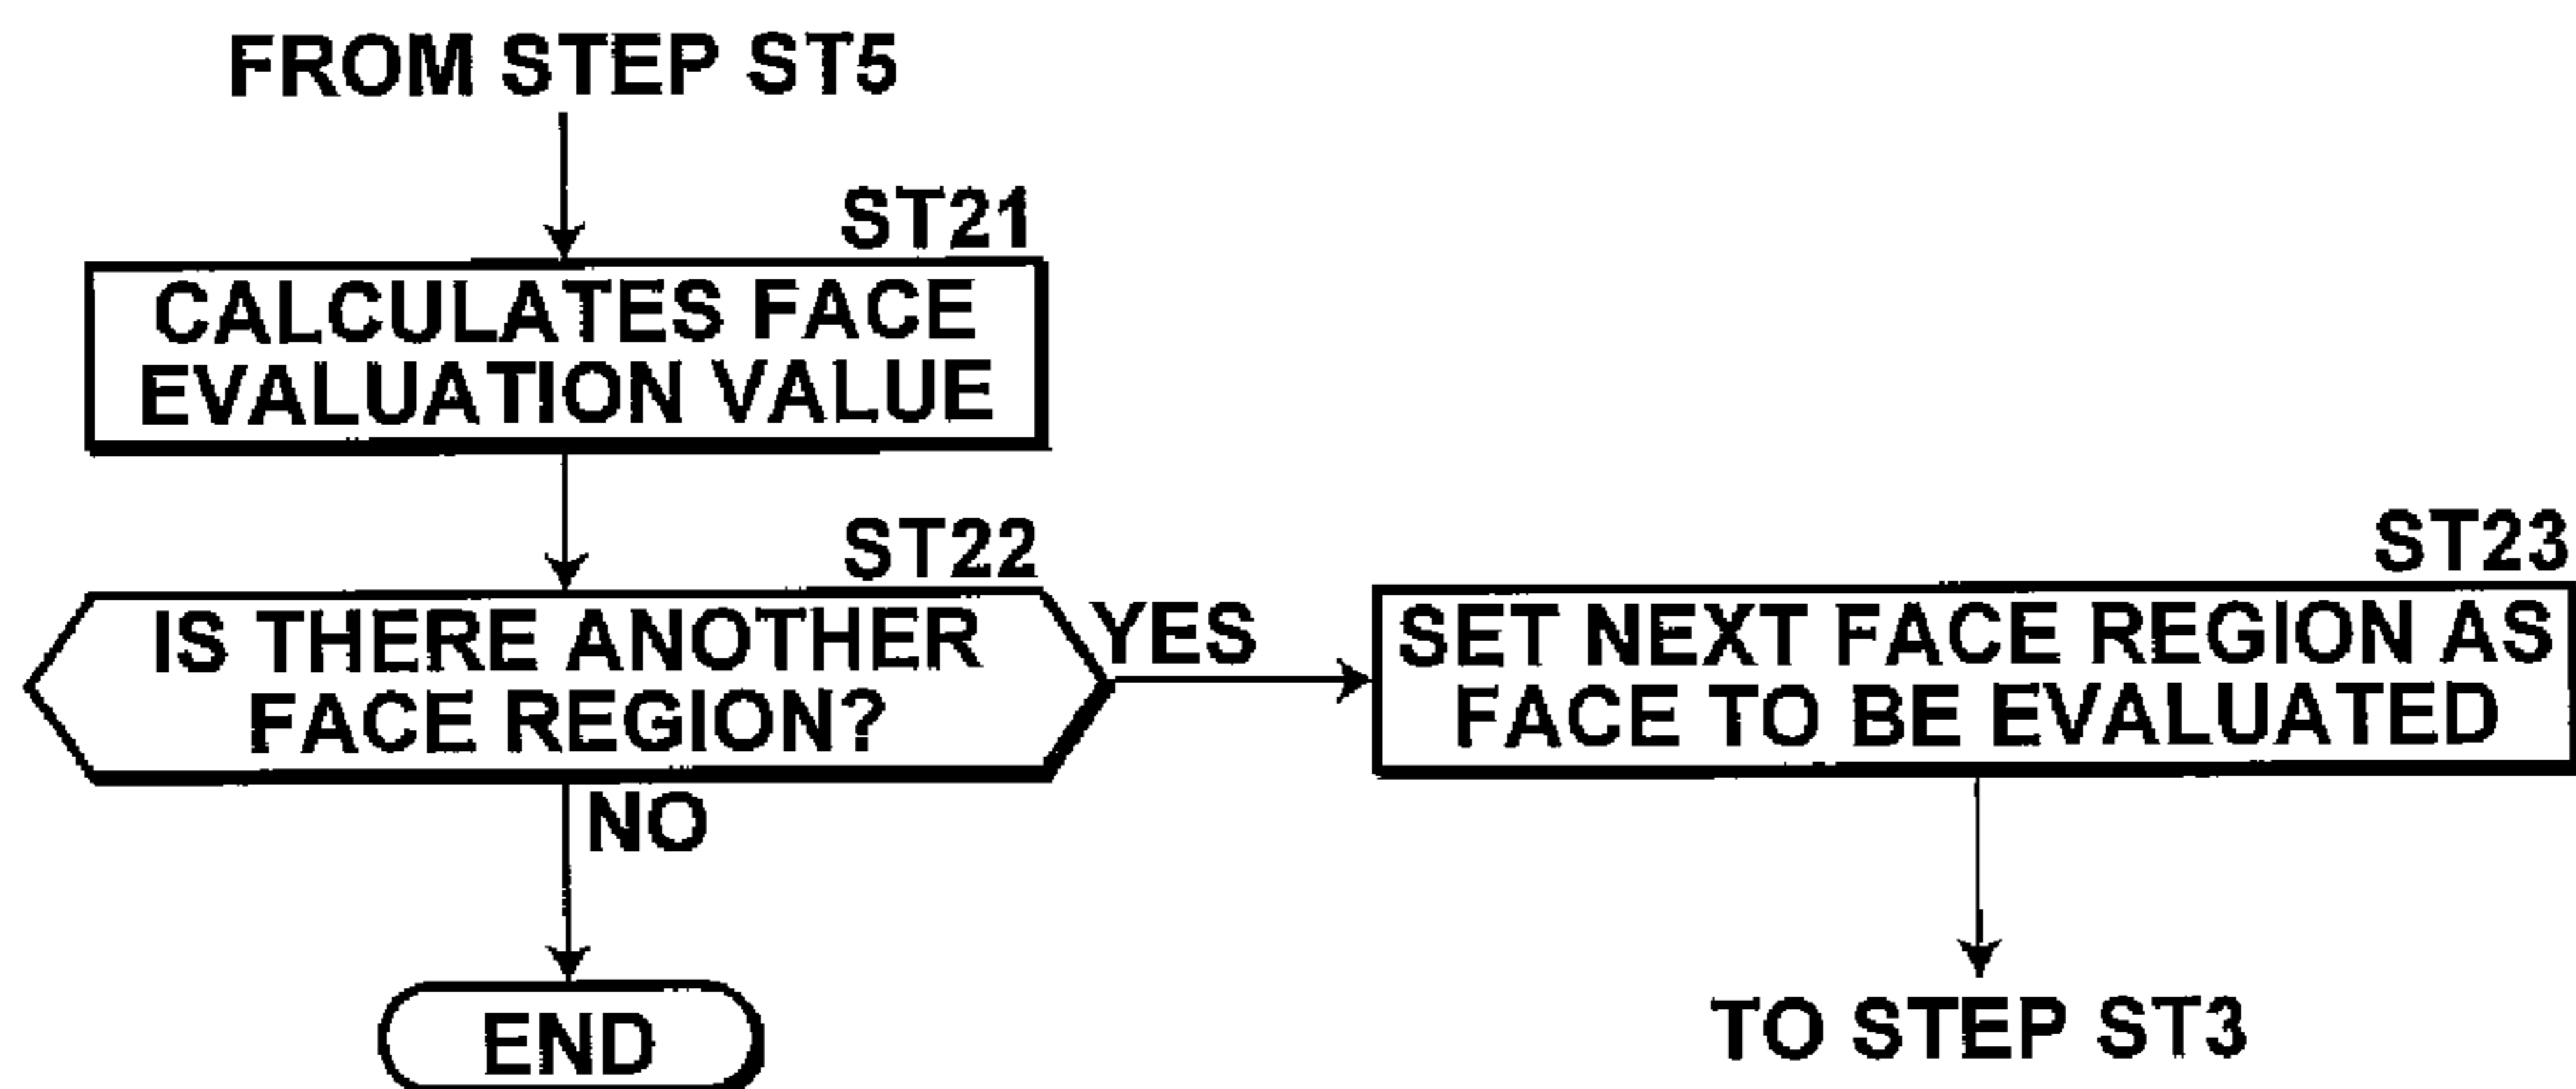 FROM STEP ST5
ST21
CALCULATES FACE
EVALUATION VALUE
ST22
IS THERE ANOTHER
FACE REGION?
YES
NO
END
ST23
SET NEXT FACE REGION AS
FACE TO BE EVALUATED
TO STEP ST3